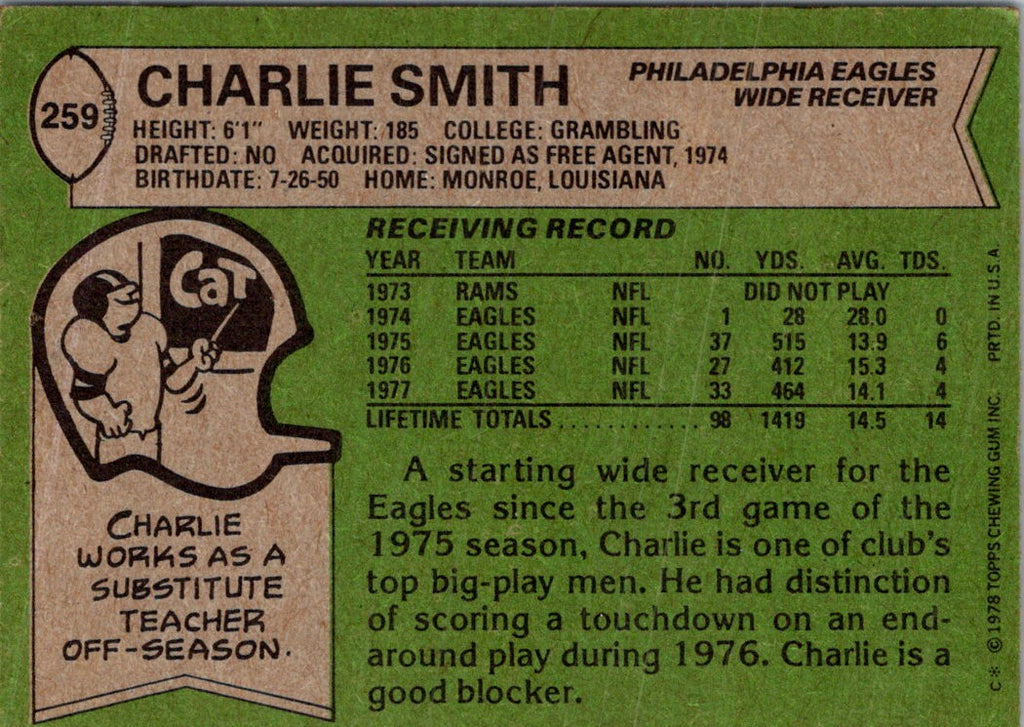 259
CHARLIE SMITH
PHILADELPHIA EAGLES
WIDE RECEIVER
HEIGHT: 6'1" WEIGHT: 185 COLLEGE: GRAMBLING
DRAFTED: NO ACQUIRED: SIGNED AS FREE AGENT, 1974
BIRTHDATE: 7-26-50 HOME: MONROE, LOUISIANA
CaT
CHARLIE
WORKS AS A
SUBSTITUTE
TEACHER
OFF-SEASON.
RECEIVING RECORD
YEAR TEAM NO. YDS. AVG. TDS.
1973 RAMS NFL DID NOT PLAY
1974 EAGLES NFL 1 28 28.0 0
1975 EAGLES NFL 37 515 13.9 6
1976 EAGLES NFL 27 412 15.3 4
1977 EAGLES NFL 33 464 14.1 4
LIFETIME TOTALS............ 98 1419 14.5 14
A starting wide receiver for the
Eagles since the 3rd game of the
1975 season, Charlie is one of club's
top big-play men. He had distinction
of scoring a touchdown on an end-
around play during 1976. Charlie is a
good blocker.
C* ©1978 TOPPS CHEWING GUM INC. PRTD. IN U.S.A.